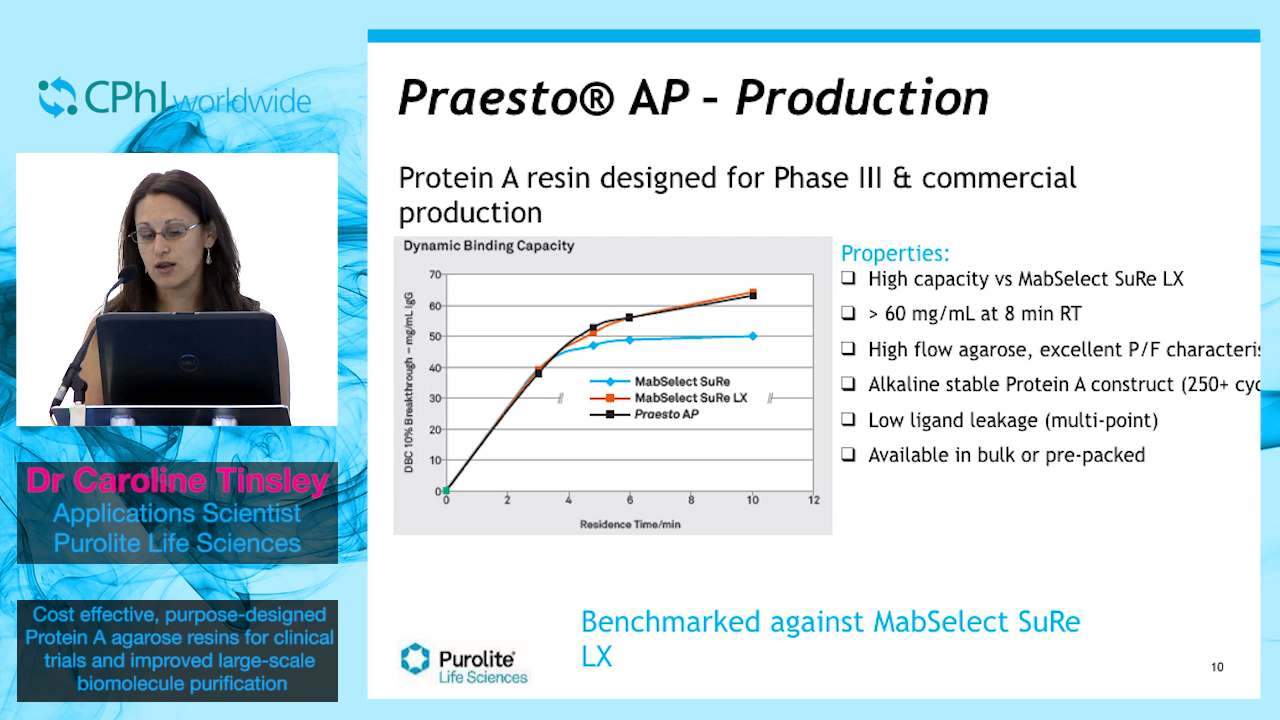 CPhI worldwide
Praesto® AP – Production
Protein A resin designed for Phase III & commercial
production
Dynamic Binding Capacity
DBC 10% Breakthrough – mg/mL IgG
70
60
50
40
30
20
10
0
MabSelect SuRe
MabSelect SuRe LX
Praesto AP
0 2 4 6 8 10 12
Residence Time/min
Properties:
High capacity vs MabSelect SuRe LX
> 60 mg/mL at 8 min RT
High flow agarose, excellent P/F characteris
Alkaline stable Protein A construct (250+ cyc
Low ligand leakage (multi-point)
Available in bulk or pre-packed
DELL
Dr Caroline Tinsley
Applications Scientist
Purolite Life Sciences
Cost effective, purpose-designed
Protein A agarose resins for clinical
trials and improved large-scale
biomolecule purification
Benchmarked against MabSelect SuRe
LX
Purolite®
Life Sciences
10